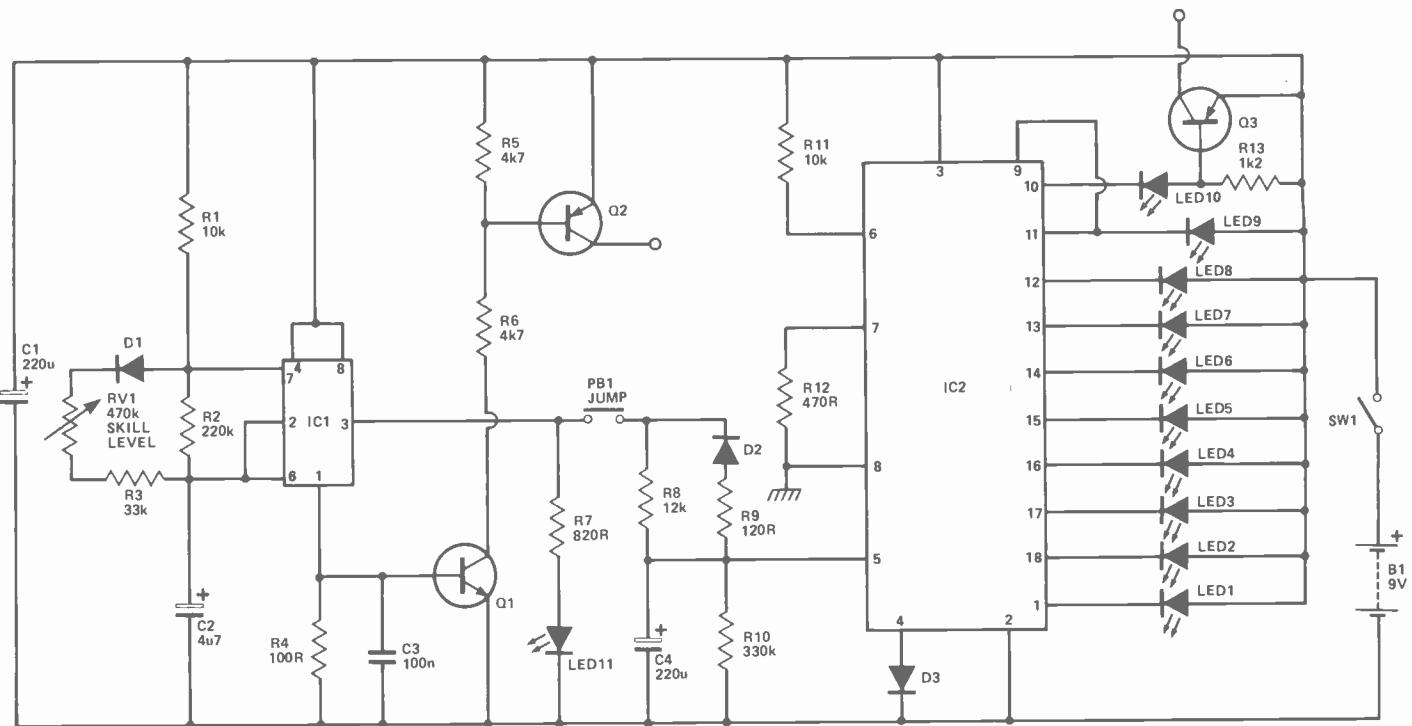 Q3
R13
1k2
R5
4k7
R11
10k
3
9
10
LED10
R1
10k
Q2
6
11
LED9
12
LED8
R6
4k7
7
13
LED7
C1
220u
+
D1
4
8
7
RV1
470k
SKILL
LEVEL
R2
220k
2
IC1
3
PB1
JUMP
R12
470R
IC2
14
LED6
15
LED5
SW1
D2
6
1
R3
33k
R8
12k
R9
120R
8
16
LED4
17
LED3
5
18
LED2
+
B1
9V
R7
820R
Q1
1
LED1
+
C2
4u7
R4
100R
C3
100n
LED11
+
C4
220u
R10
330k
4
2
D3